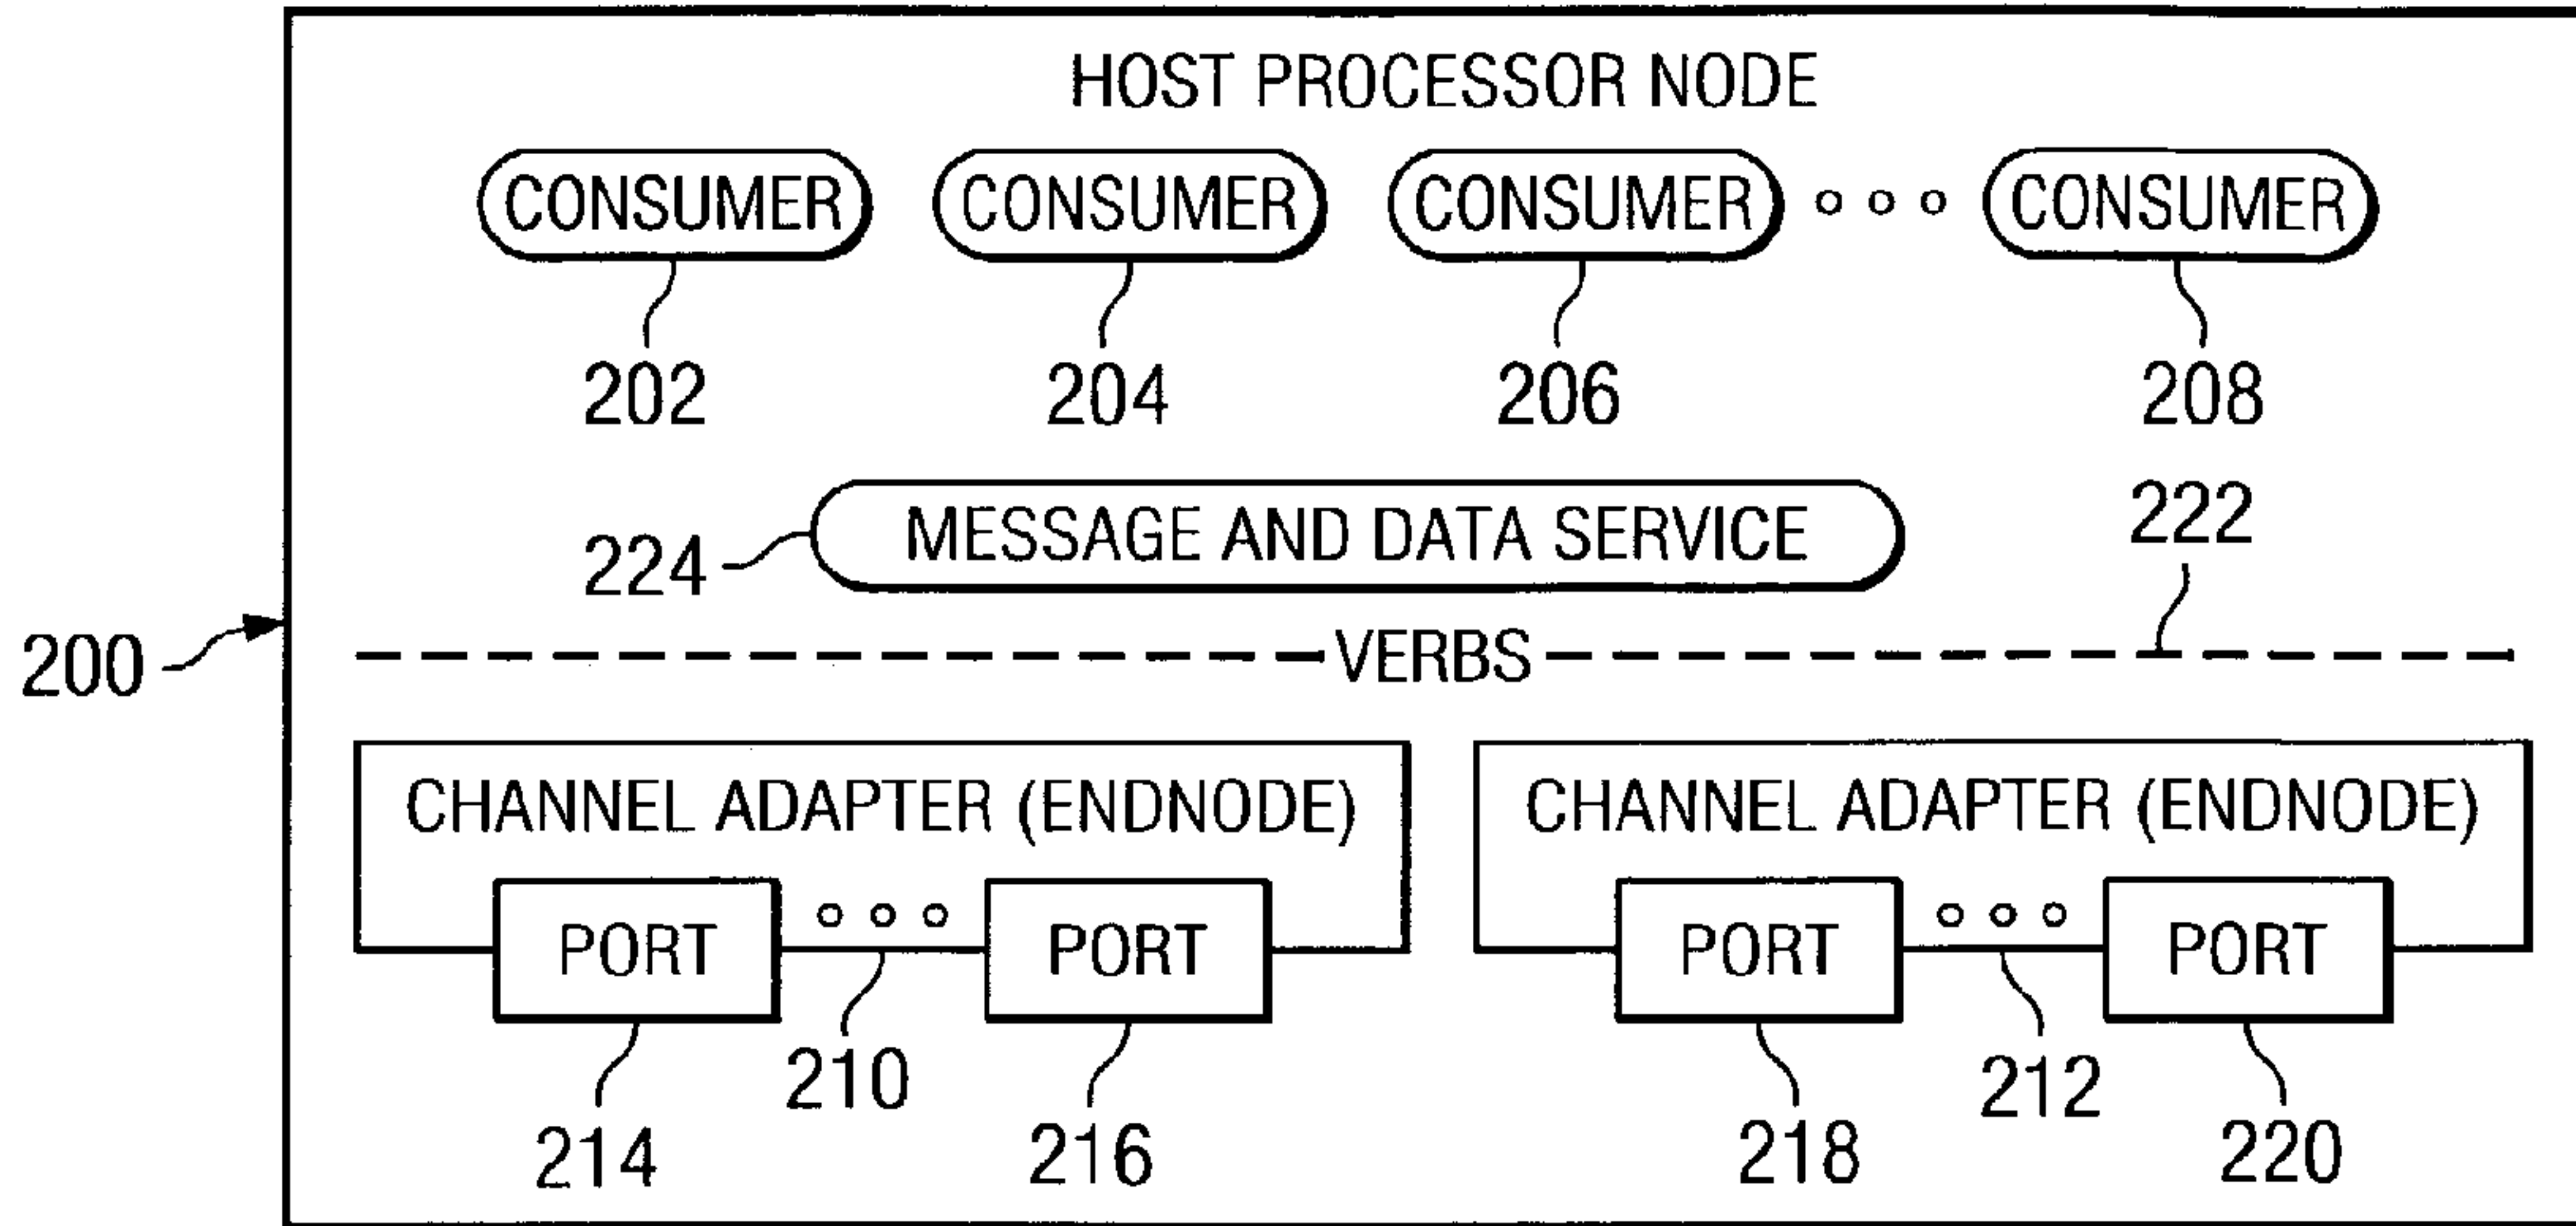 HOST PROCESSOR NODE
CONSUMER CONSUMER CONSUMER CONSUMER
202 204 206 208
222
MESSAGE AND DATA SERVICE
224
200
VERBS
CHANNEL ADAPTER (ENDNODE) CHANNEL ADAPTER (ENDNODE)
PORT PORT PORT PORT
210 212
214 216 218 220